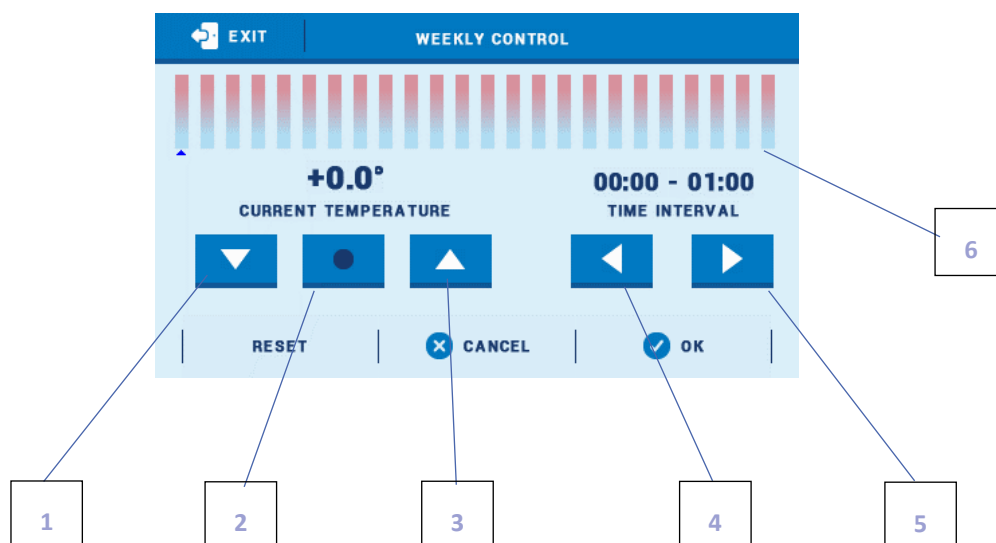 EXIT
WEEKLY CONTROL
+0.0°
00:00 - 01:00
CURRENT TEMPERATURE
TIME INTERVAL
6
RESET
CANCEL
OK
1
2
3
4
5